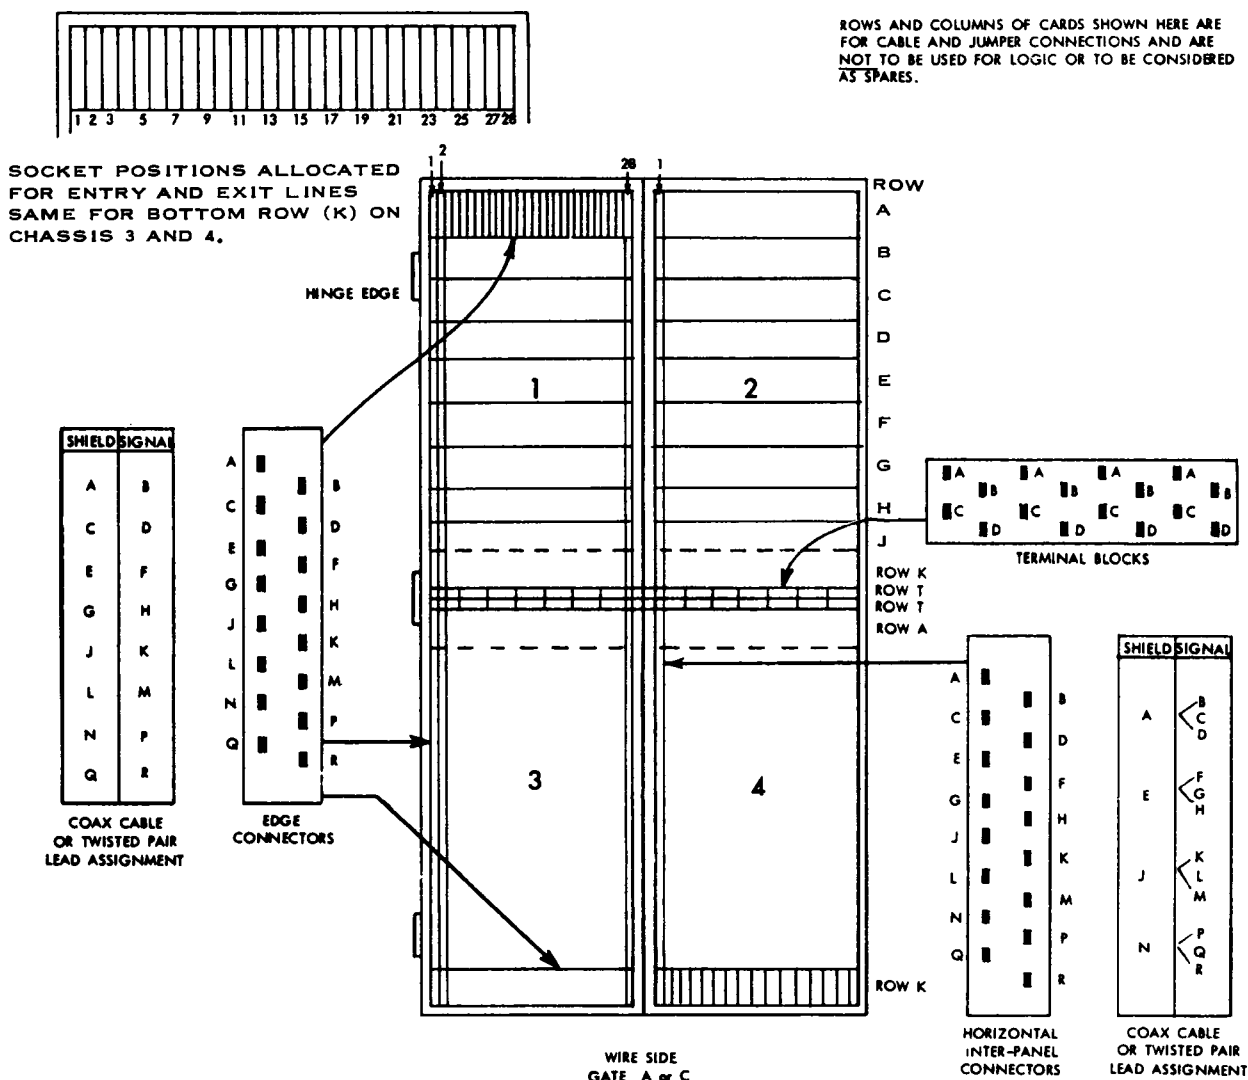 ROWS AND COLUMNS OF CARDS SHOWN HERE ARE
FOR CABLE AND JUMPER CONNECTIONS AND ARE
NOT TO BE USED FOR LOGIC OR TO BE CONSIDERED
AS SPARES.
1 2 3 5 7 9 11 13 15 17 19 21 23 25 27 28
SOCKET POSITIONS ALLOCATED
FOR ENTRY AND EXIT LINES
SAME FOR BOTTOM ROW (K) ON
CHASSIS 3 AND 4.
1 2 28 1
ROW
A
B
C
D
E
F
G
H
J
ROW K
ROW T
ROW T
ROW A
ROW K
HINGE EDGE
1
2
3
4
SHIELD SIGNAL
A B
C D
E F
G H
J K
L M
N P
Q R
COAX CABLE
OR TWISTED PAIR
LEAD ASSIGNMENT
A
B
C
D
E
F
G
H
J
K
L
M
N
P
Q
R
EDGE
CONNECTORS
A A A A
B B B B
C C C C
D D D D
TERMINAL BLOCKS
A
B
C
D
E
F
G
H
J
K
L
M
N
P
Q
R
HORIZONTAL
INTER-PANEL
CONNECTORS
SHIELD SIGNAL
B
A C
D
F
E G
H
K
J L
M
P
N Q
R
COAX CABLE
OR TWISTED PAIR
LEAD ASSIGNMENT
WIRE SIDE
GATE A or C